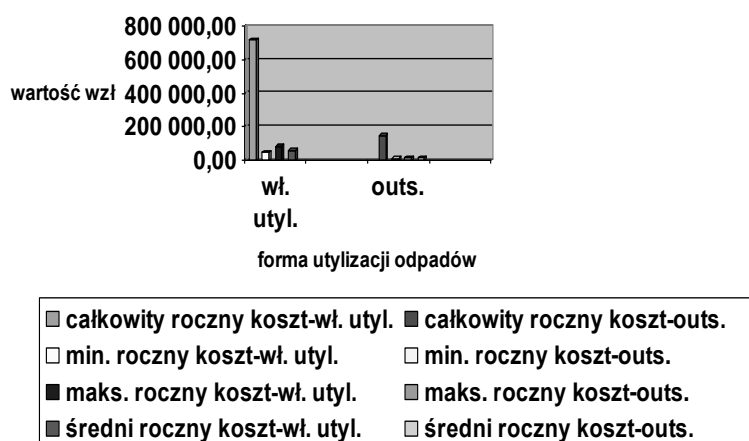 800 000,00
600 000,00
wartość wzł 400 000,00
200 000,00
0,00
wł. outs.
utyl.
forma utylizacji odpadów
całkowity roczny koszt-wł. utyl. całkowity roczny koszt-outs.
min. roczny koszt-wł. utyl. min. roczny koszt-outs.
maks. roczny koszt-wł. utyl. maks. roczny koszt-outs.
średni roczny koszt-wł. utyl. średni roczny koszt-outs.